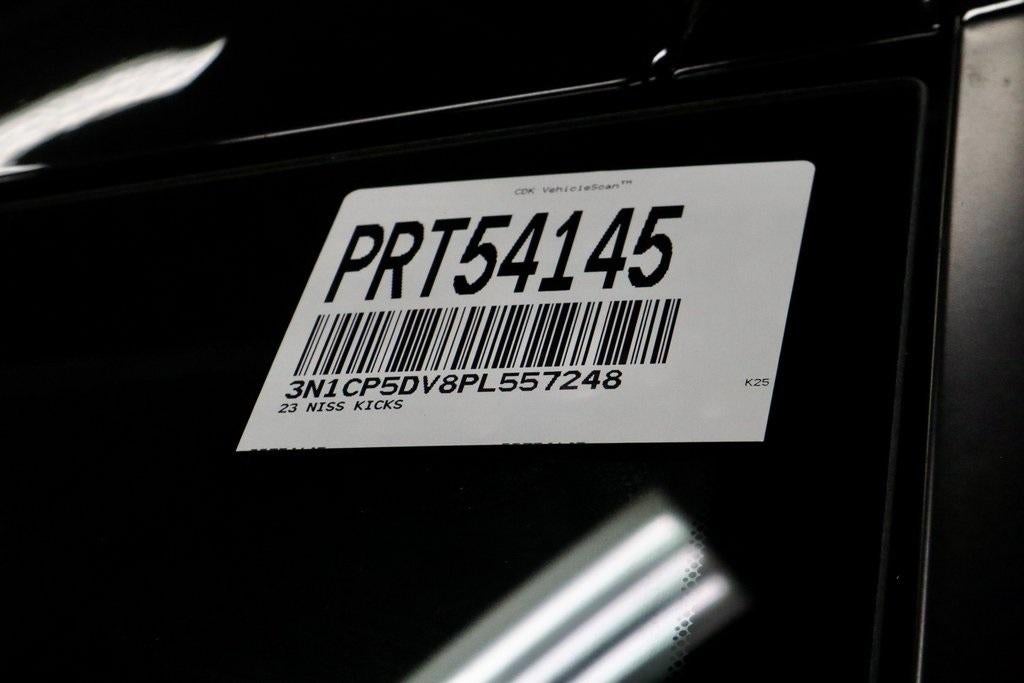 CDK VehicleScan™
PRT54145
3N1CP5DV8PL557248
23 NISS KICKS
K25